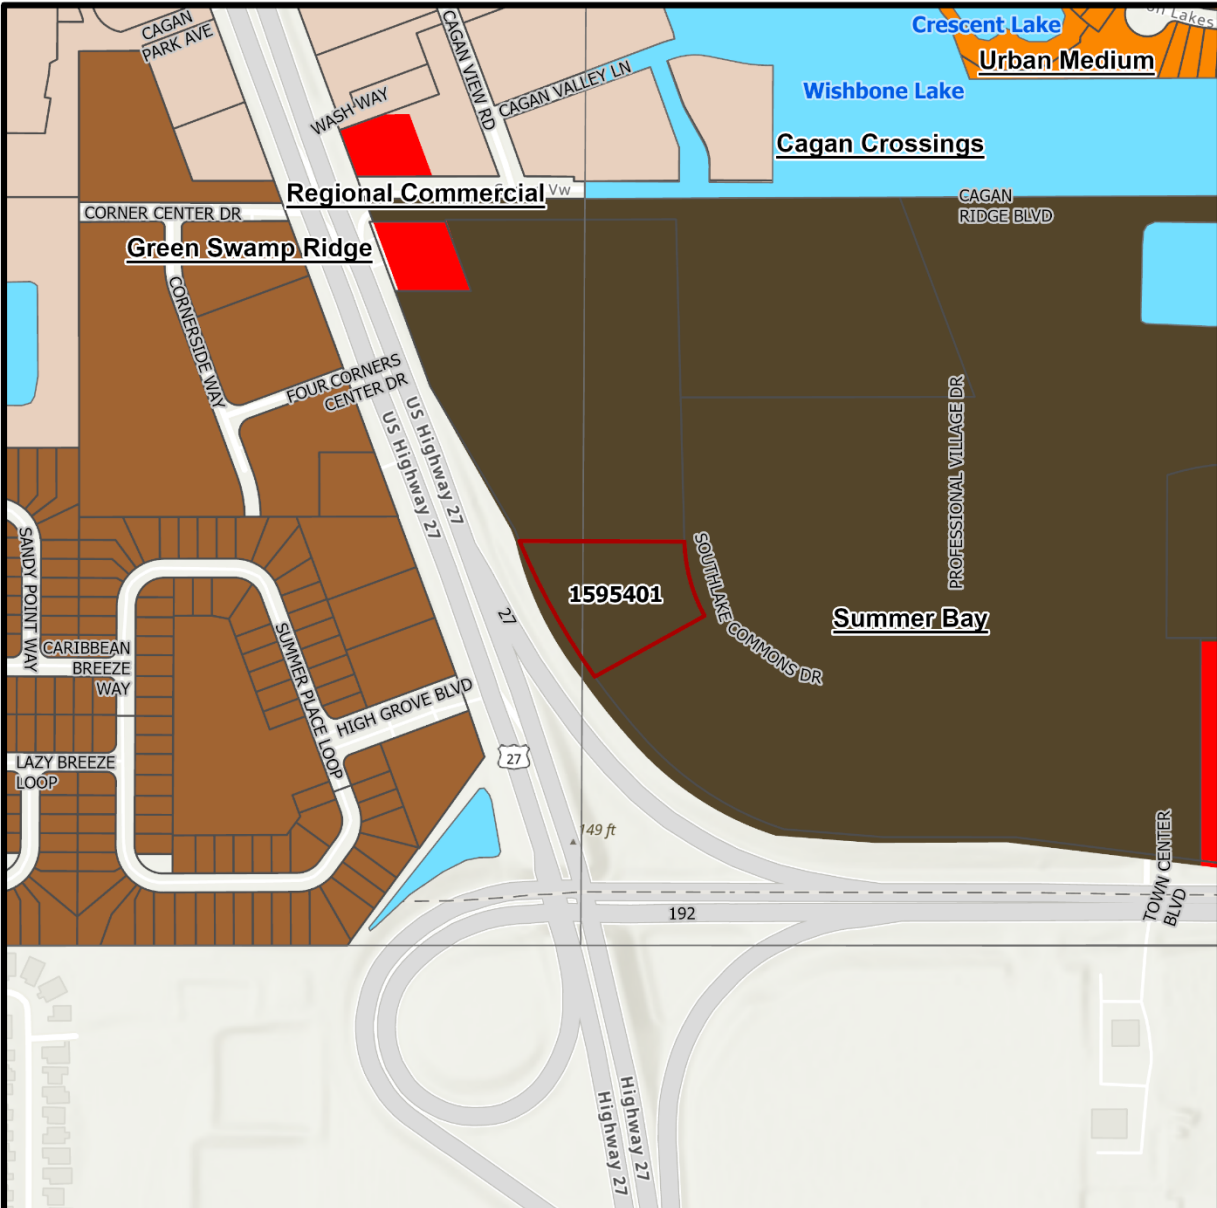 CAGAN
PARK AVE
CAGAN VIEW RD
Crescent Lake
on Lakes
Urban Medium
CAGAN VALLEY LN
Wishbone Lake
WASH WAY
Cagan Crossings
Regional Commercial
Vw
CAGAN
RIDGE BLVD
CORNER CENTER DR
Green Swamp Ridge
CORNERSIDE WAY
FOUR CORNERS
CENTER DR
US Highway 27
US Highway 27
PROFESSIONAL VILLAGE DR
SANDY POINT WAY
SOUTHLAKE COMMONS DR
1595401
27
Summer Bay
CARIBBEAN
BREEZE
WAY
SUMMER PLACE LOOP
HIGH GROVE BLVD
27
LAZY BREEZE
LOOP
149 ft
TOWN CENTER
BLVD
192
Highway 27
Highway 27